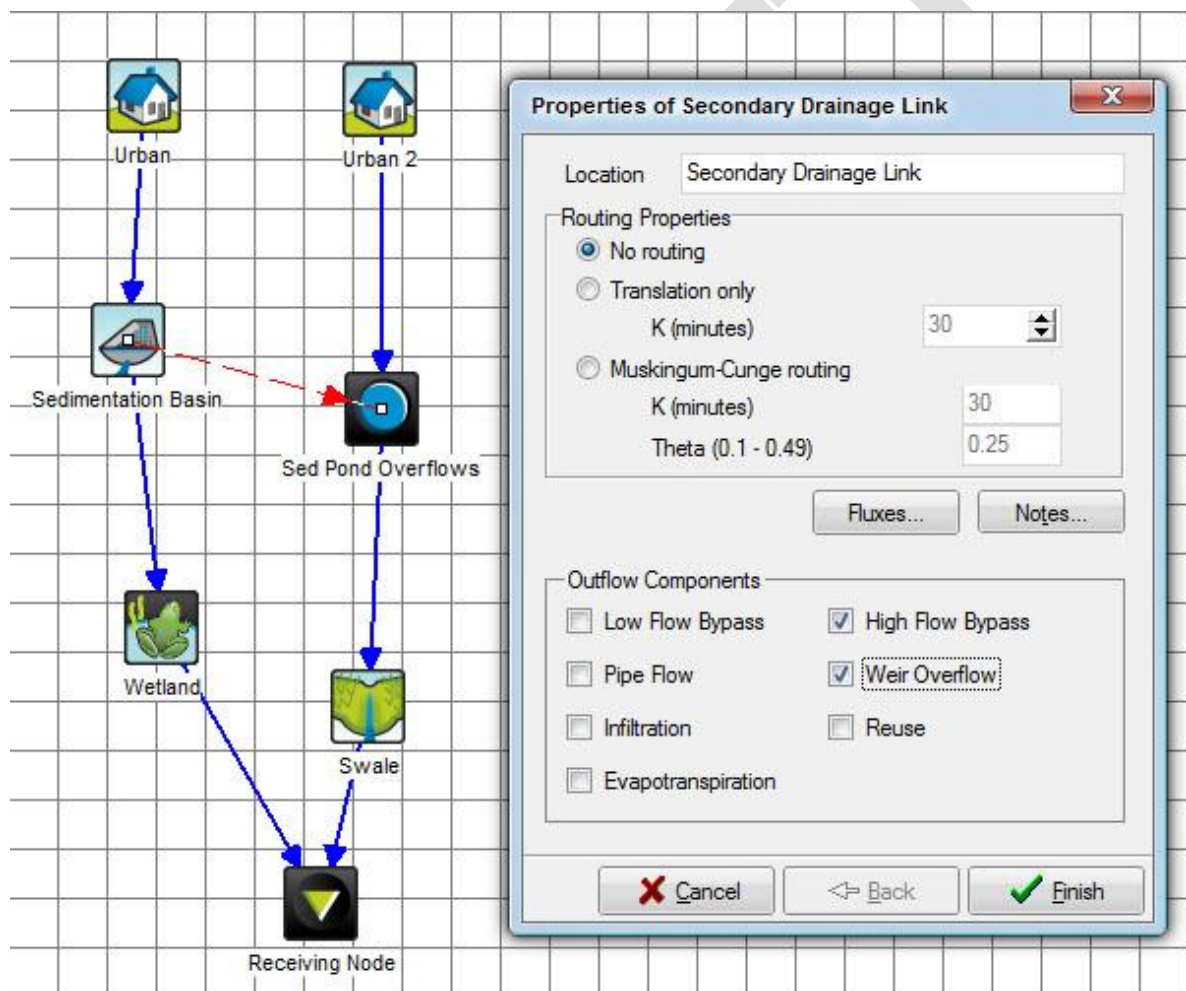 Urban
Urban 2
Sedimentation Basin
Sed Pond Overflows
Wetland
Swale
Receiving Node
Properties of Secondary Drainage Link
Location Secondary Drainage Link
Routing Properties
No routing
Translation only
K (minutes) 30
Muskingum-Cunge routing
K (minutes) 30
Theta (0.1 - 0.49) 0.25
Fluxes... Notes...
Outflow Components
Low Flow Bypass High Flow Bypass
Pipe Flow Weir Overflow
Infiltration Reuse
Evapotranspiration
Cancel Back Finish